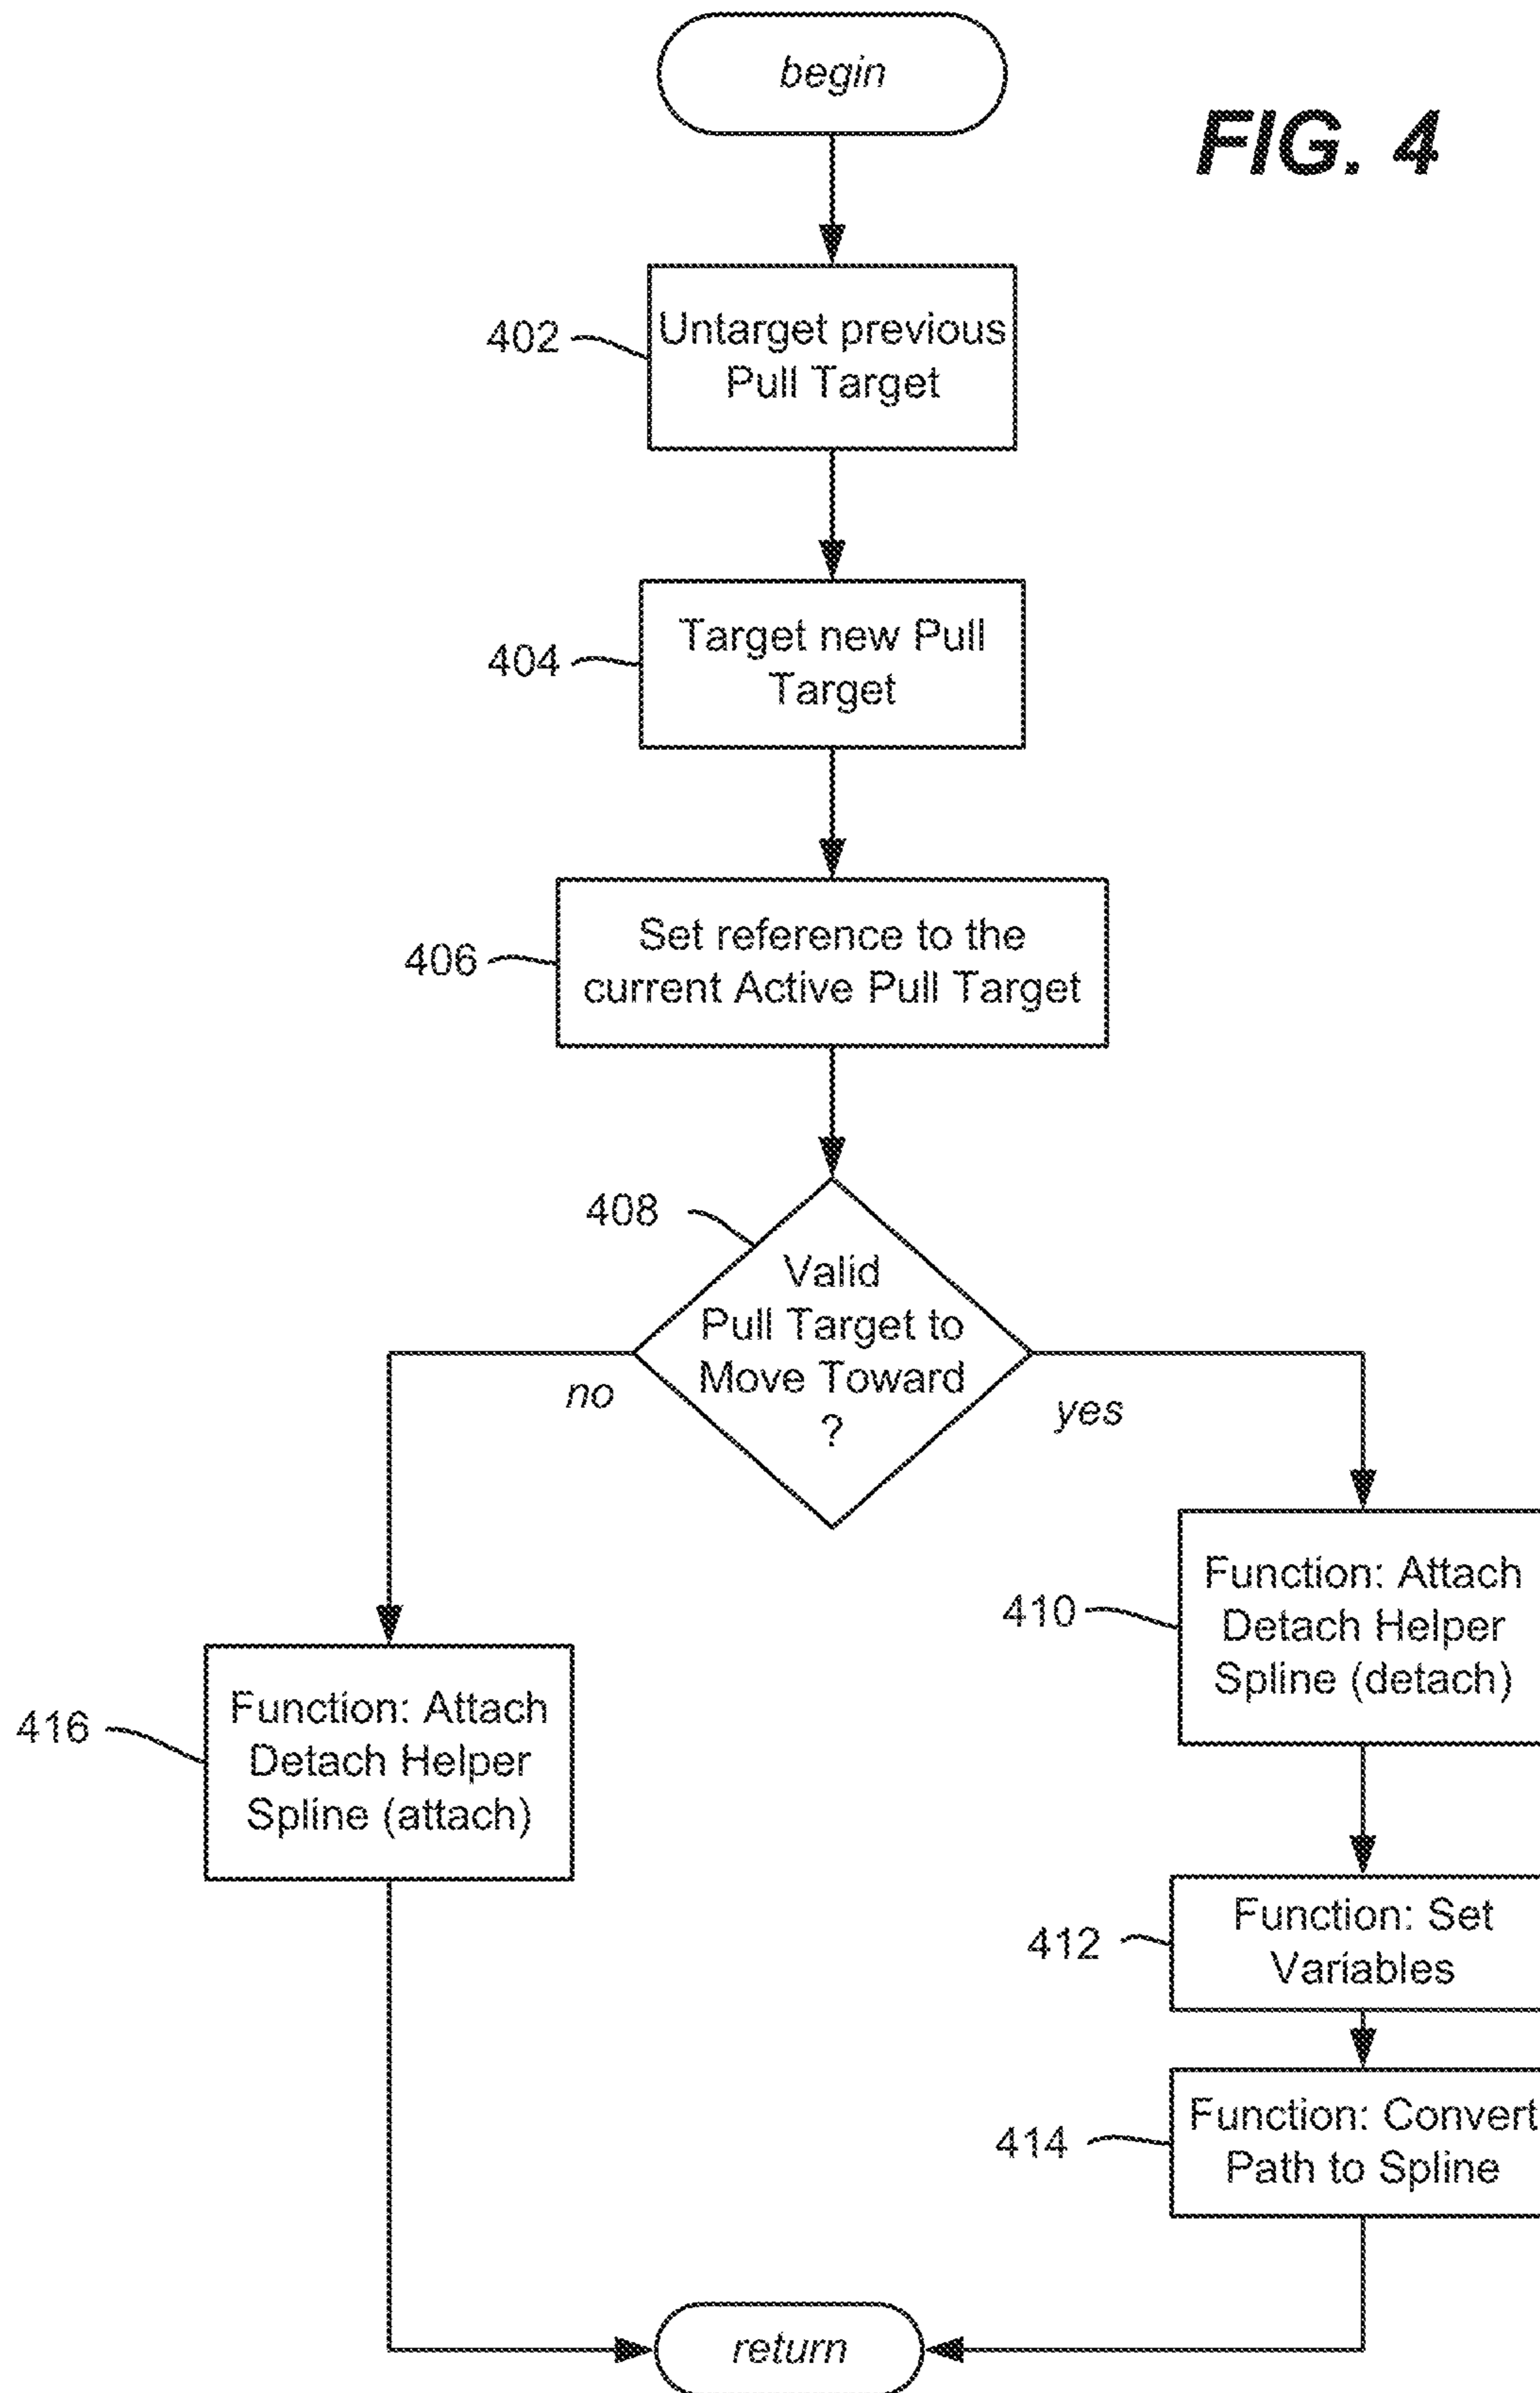 begin
FIG. 4
402
Untarget previous
Pull Target
404
Target new Pull
Target
406
Set reference to the
current Active Pull Target
408
Valid
Pull Target to
Move Toward
?
no
yes
410
Function: Attach
Detach Helper
Spline (detach)
416
Function: Attach
Detach Helper
Spline (attach)
412
Function: Set
Variables
414
Function: Convert
Path to Spline
return